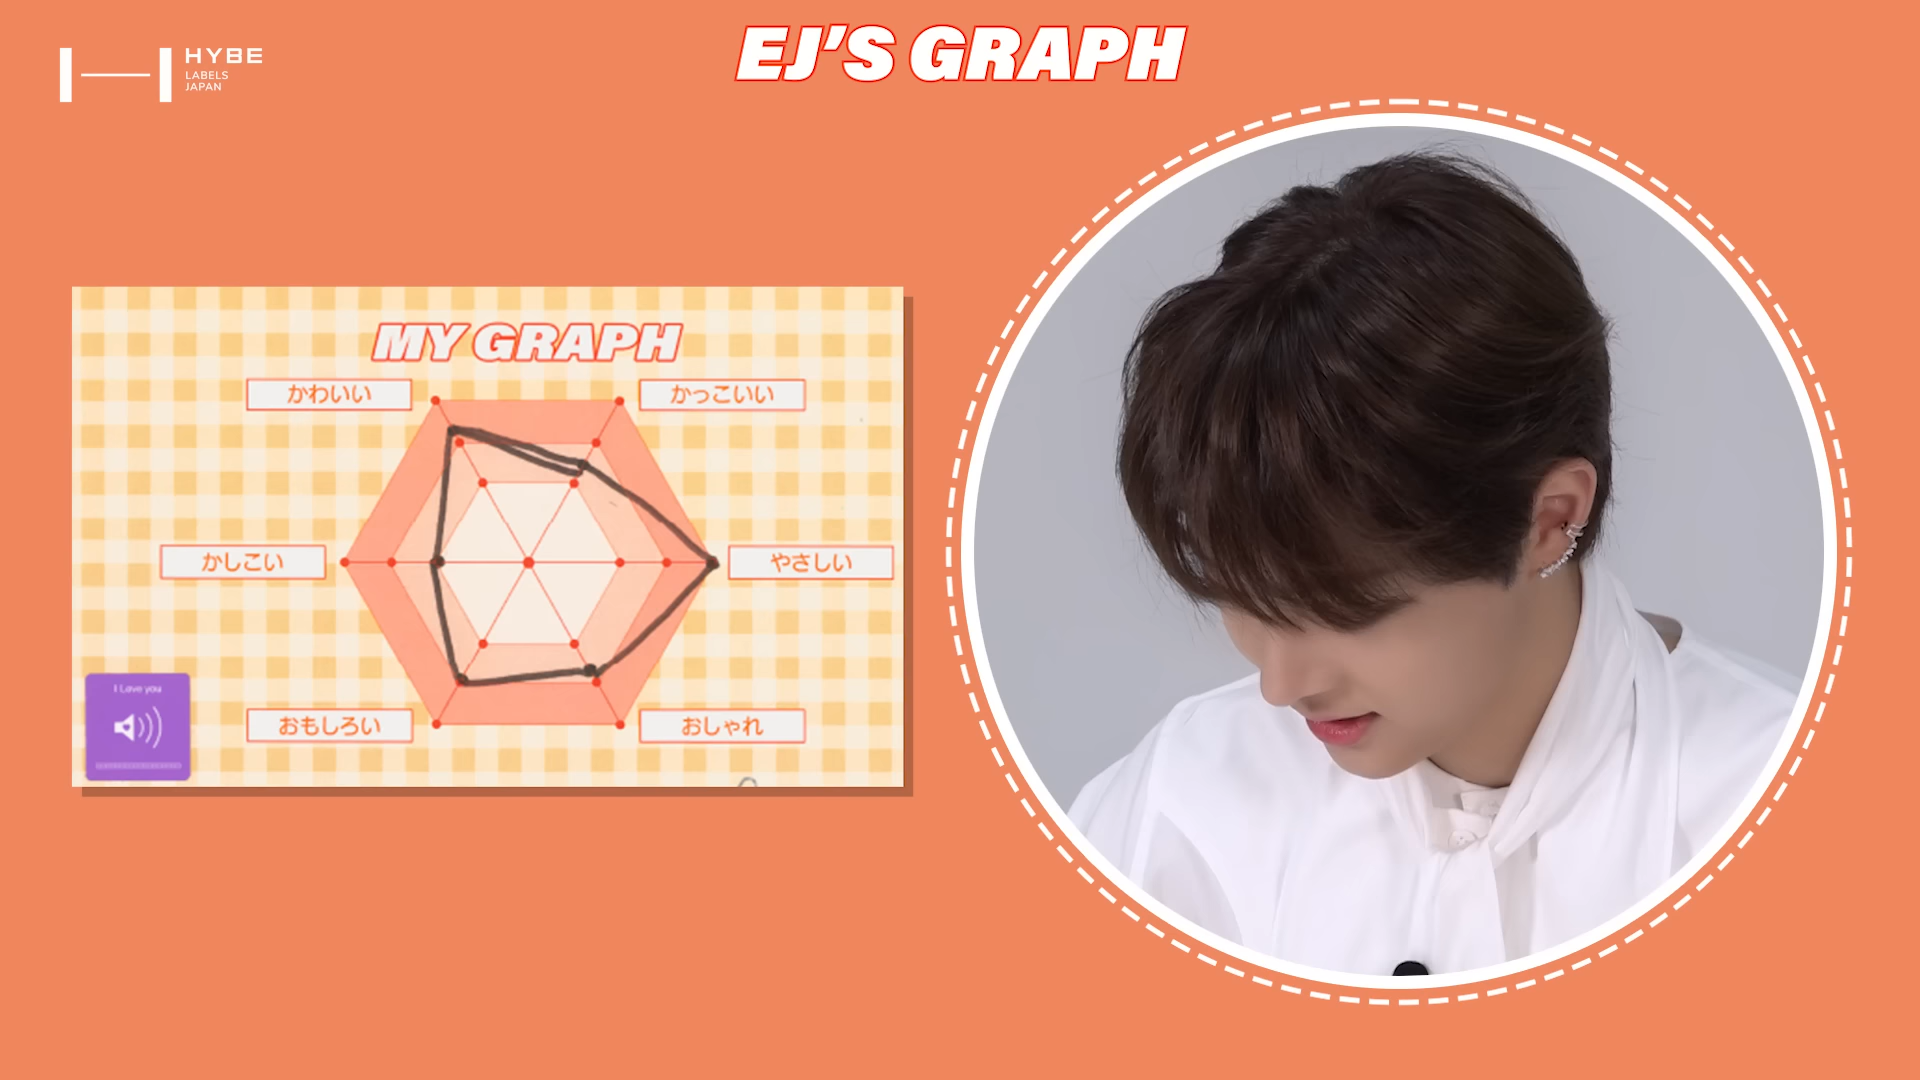 EJ'S GRAPH
HYBE
LABELS
JAPAN
MY GRAPH
かわいい
かっこいい
かしこい
やさしい
おもしろい
おしゃれ
I Love you